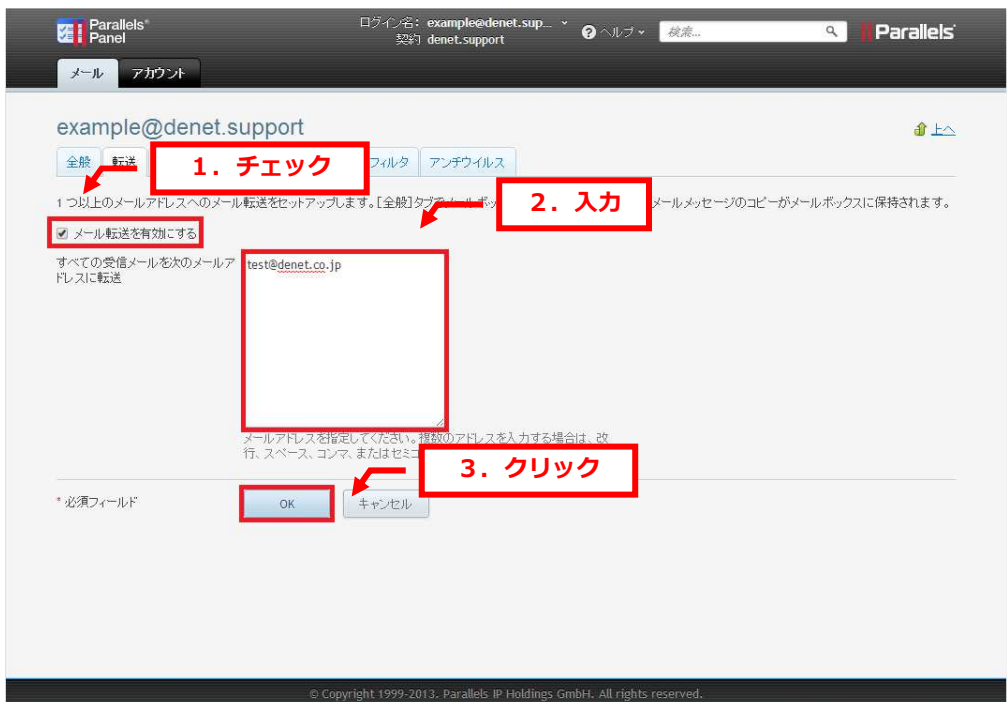 Parallels®
Panel
ログイン名: example@denet.sup...
契約 denet.support
ヘルプ
検索...
Parallels®
メール
アカウント
example@denet.support
上へ
全般
転送
1．チェック
フィルタ
アンチウイルス
1 つ以上のメールアドレスへのメール転送をセットアップします。[全般]タブ
2．入力
メールメッセージのコピーがメールボックスに保持されます。
メール転送を有効にする
すべての受信メールを次のメールア
ドレスに転送
test@denet.co.jp
メールアドレスを指定してください。複数のアドレスを入力する場合は、改
行、スペース、コンマ、またはセミコ
3．クリック
* 必須フィールド
OK
キャンセル
© Copyright 1999-2013. Parallels IP Holdings GmbH. All rights reserved.